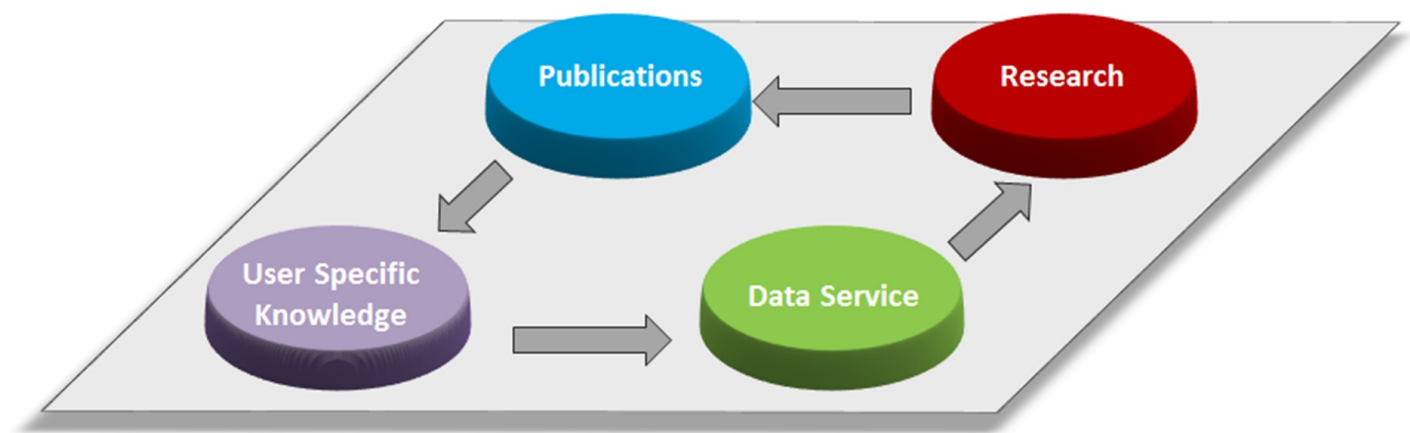 Publications
Research
User Specific
Knowledge
Data Service